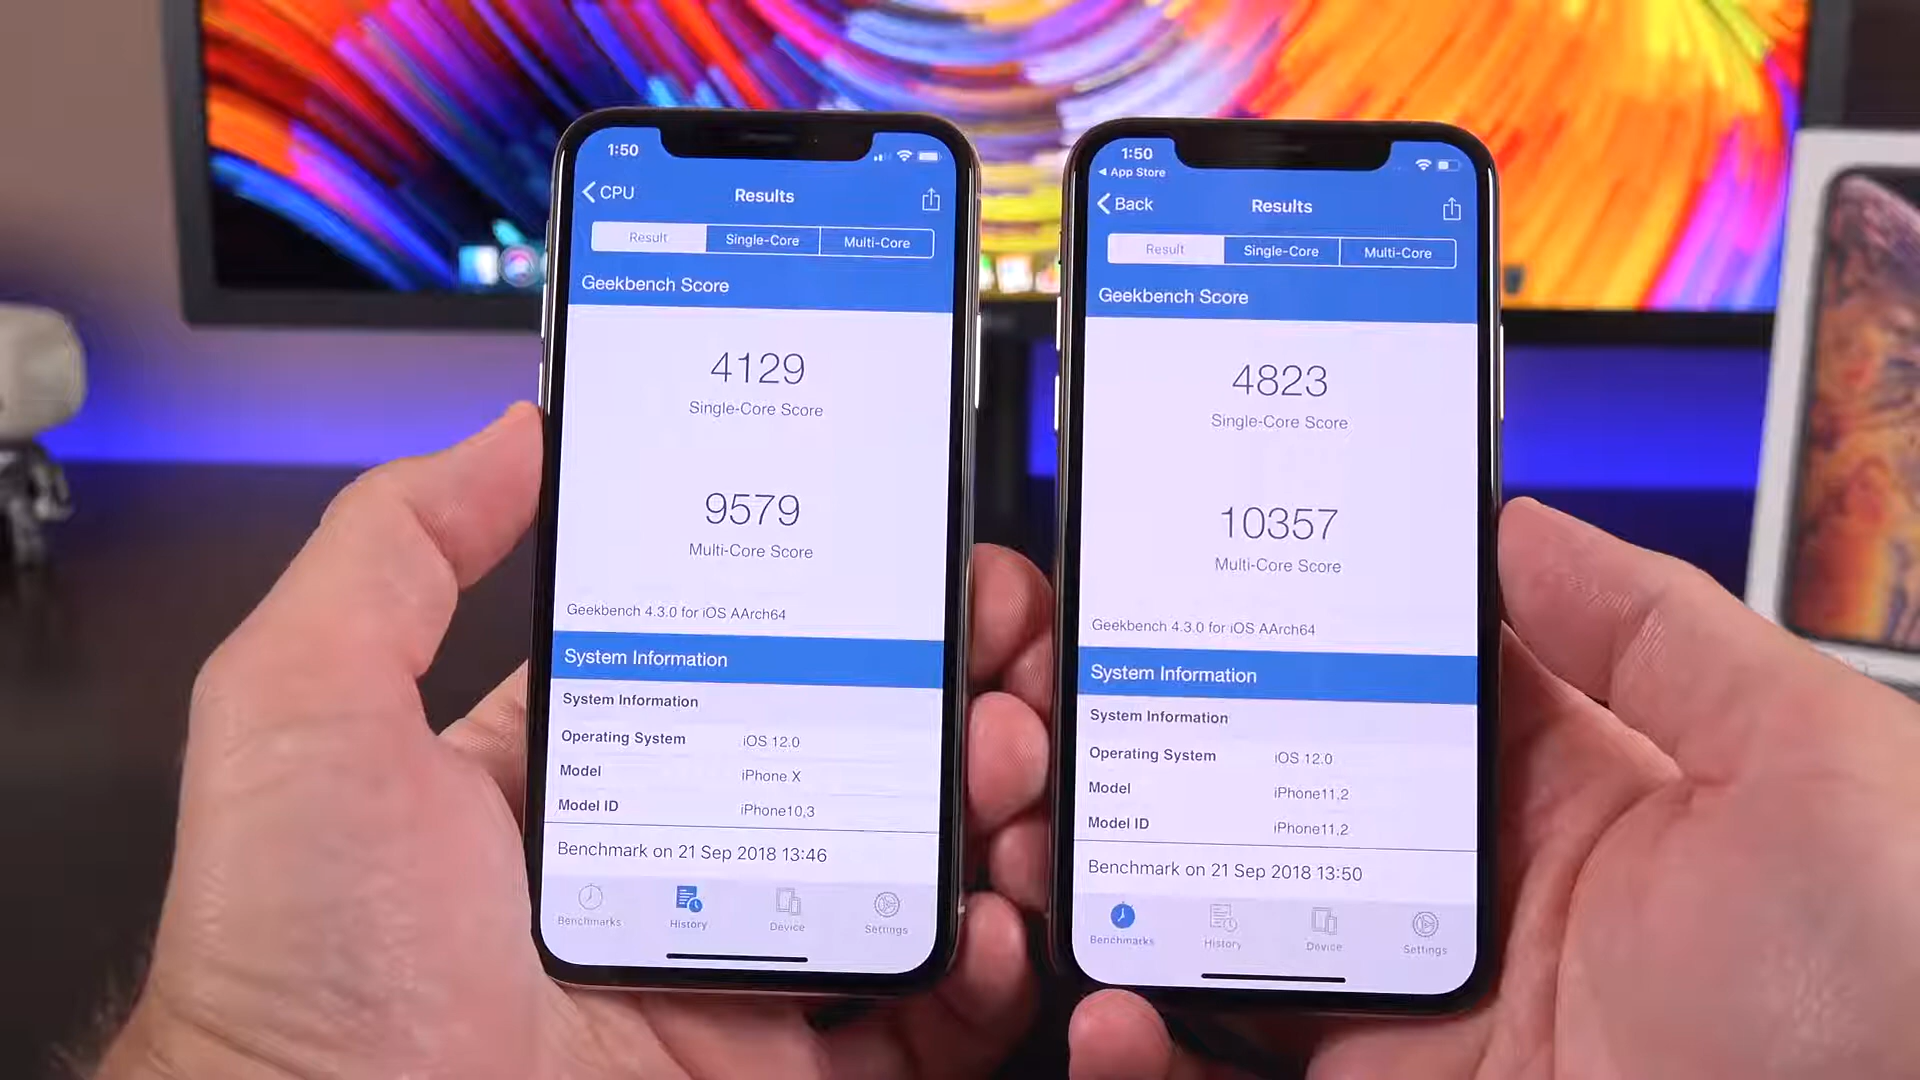 1:50
CPU
Results
Result
Single-Core
Multi-Core
Geekbench Score
4129
Single-Core Score
9579
Multi-Core Score
Geekbench 4.3.0 for iOS AArch64
System Information
System Information
Operating System iOS 12.0
Model iPhone X
Model ID iPhone10,3
Benchmark on 21 Sep 2018 13:46
Benchmarks
History
Device
Settings
1:50
App Store
Back
Results
Result
Single-Core
Multi-Core
Geekbench Score
4823
Single-Core Score
10357
Multi-Core Score
Geekbench 4.3.0 for iOS AArch64
System Information
System Information
Operating System iOS 12.0
Model iPhone11,2
Model ID iPhone11,2
Benchmark on 21 Sep 2018 13:50
Benchmarks
History
Device
Settings